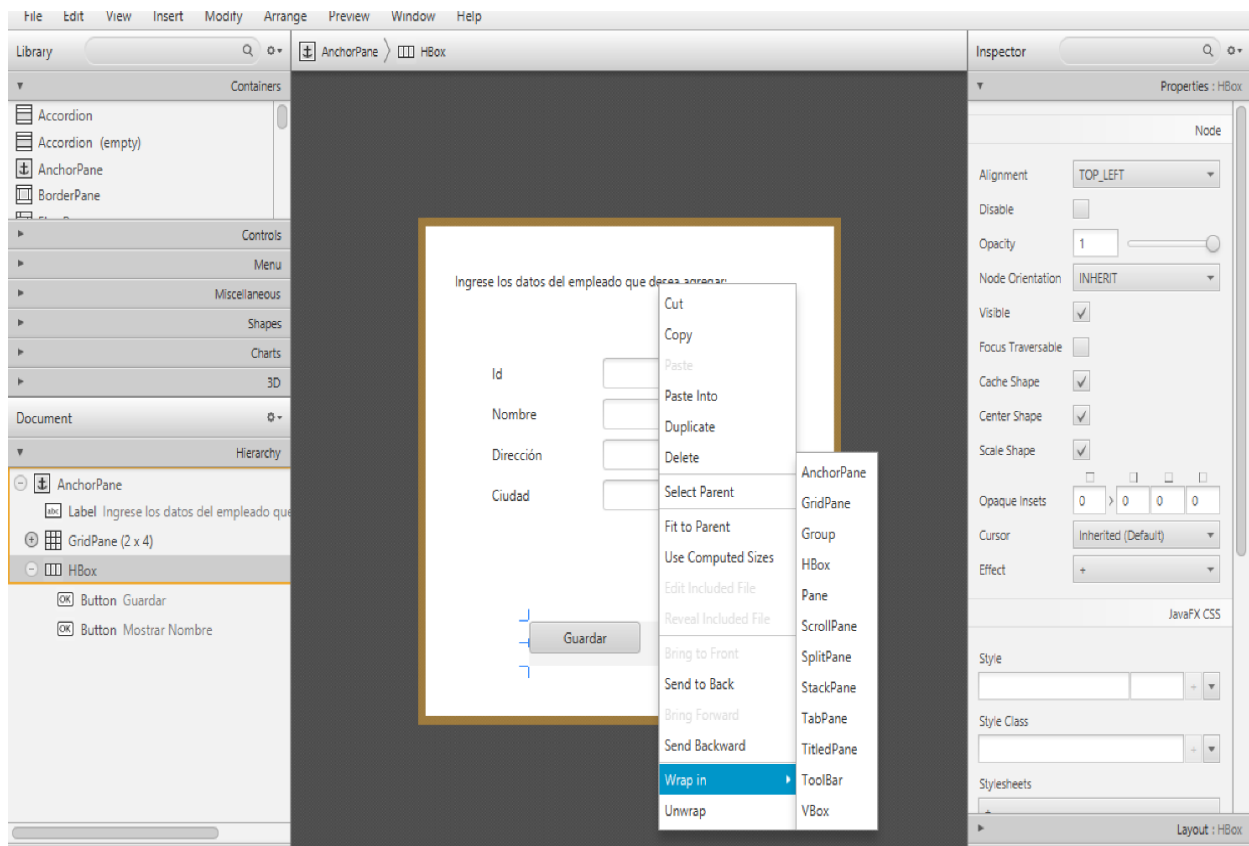 File Edit View Insert Modify Arrange Preview Window Help
Library
Containers
Accordion
Accordion (empty)
AnchorPane
BorderPane
Controls
Menu
Miscellaneous
Shapes
Charts
3D
Document
Hierarchy
AnchorPane
abc Label Ingrese los datos del empleado que
GridPane (2 x 4)
HBox
OK Button Guardar
OK Button Mostrar Nombre
AnchorPane HBox
Ingrese los datos del empleado que desea agregar:
Id
Nombre
Dirección
Ciudad
Guardar
Cut
Copy
Paste
Paste Into
Duplicate
Delete
Select Parent
Fit to Parent
Use Computed Sizes
Edit Included File
Reveal Included File
Bring to Front
Send to Back
Bring Forward
Send Backward
Wrap in
Unwrap
AnchorPane
GridPane
Group
HBox
Pane
ScrollPane
SplitPane
StackPane
TabPane
TitledPane
ToolBar
VBox
Inspector
Properties : HBox
Node
Alignment TOP_LEFT
Disable
Opacity 1
Node Orientation INHERIT
Visible
Focus Traversable
Cache Shape
Center Shape
Scale Shape
Opaque Insets 0 > 0 0 0
Cursor Inherited (Default)
Effect +
JavaFX CSS
Style
+
Style Class
+
Stylesheets
+
Layout : HBox